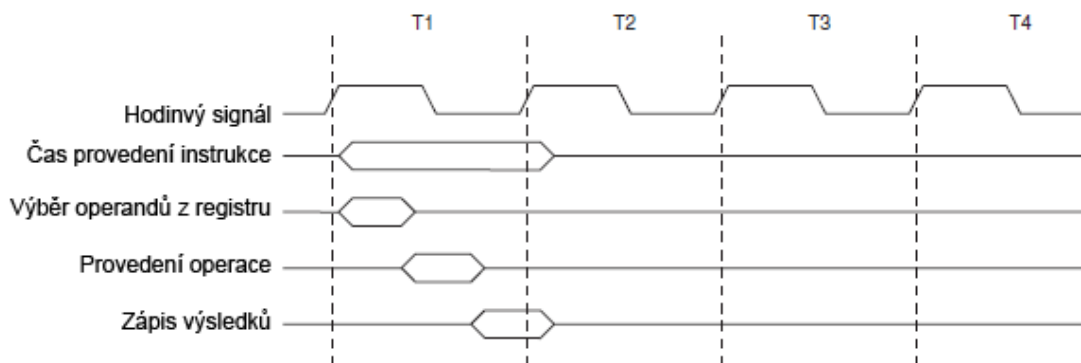 T1 T2 T3 T4
Hodinvý signál
Čas provedení instrukce
Výběr operandů z registru
Provedení operace
Zápis výsledků